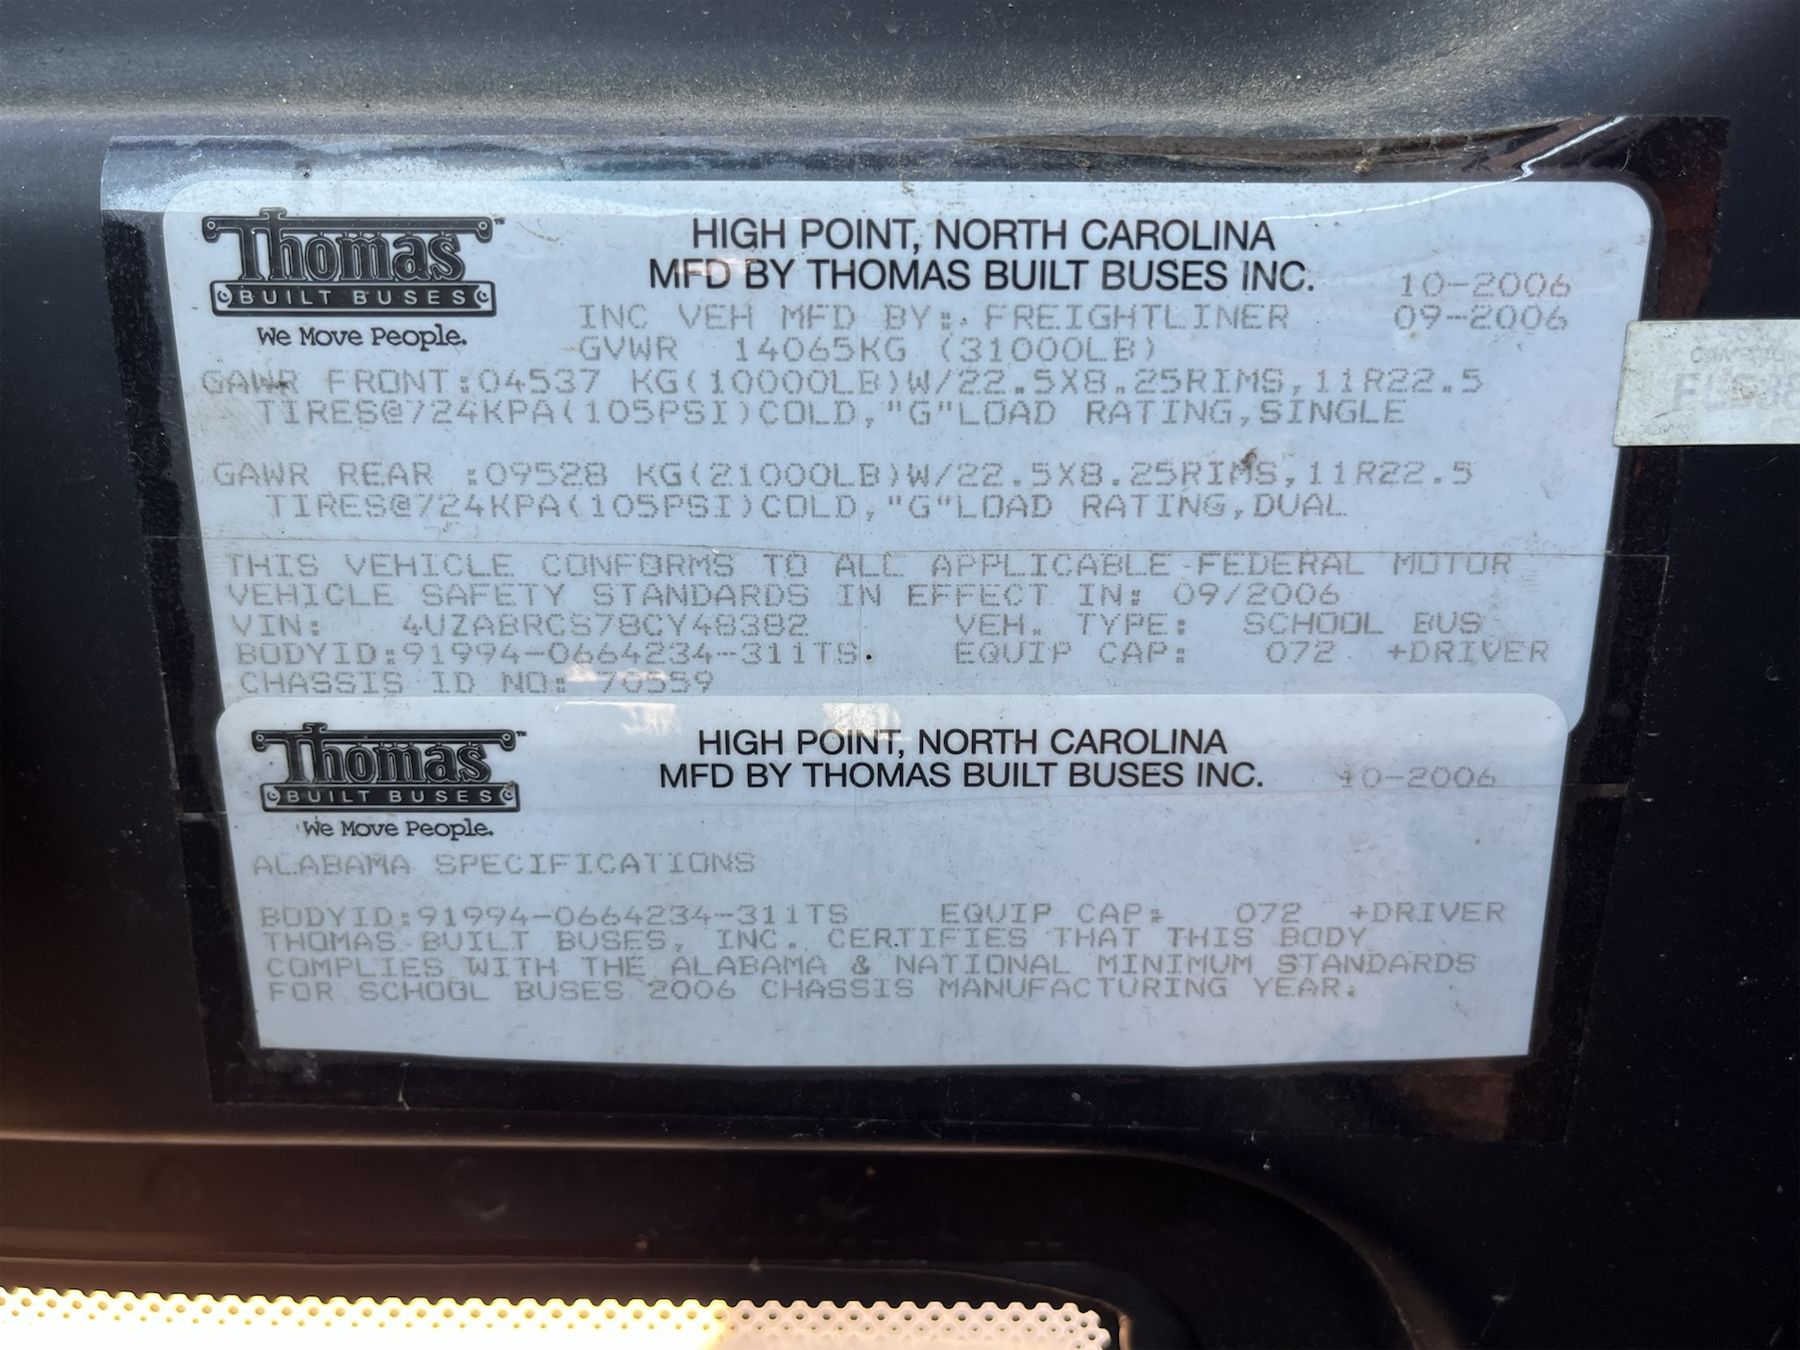 Thomas™
BUILT BUSES
We Move People.
HIGH POINT, NORTH CAROLINA
MFD BY THOMAS BUILT BUSES INC. 10-2006
INC VEH MFD BY: FREIGHTLINER 09-2006
GVWR 14065KG (31000LB)
GAWR FRONT:04537 KG(10000LB)W/22.5X8.25RIMS,11R22.5
TIRES@724KPA(105PSI)COLD,"G"LOAD RATING,SINGLE
GAWR REAR :09528 KG(21000LB)W/22.5X8.25RIMS,11R22.5
TIRES@724KPA(105PSI)COLD,"G"LOAD RATING,DUAL
THIS VEHICLE CONFORMS TO ALL APPLICABLE FEDERAL MOTOR
VEHICLE SAFETY STANDARDS IN EFFECT IN: 09/2006
VIN: 4UZABRCS78CY48382 VEH. TYPE: SCHOOL BUS
BODYID:91994-0664234-311TS EQUIP CAP: 072 +DRIVER
CHASSIS ID NO: 70559
Thomas™
BUILT BUSES
We Move People.
HIGH POINT, NORTH CAROLINA
MFD BY THOMAS BUILT BUSES INC. 10-2006
ALABAMA SPECIFICATIONS
BODYID:91994-0664234-311TS EQUIP CAP: 072 +DRIVER
THOMAS BUILT BUSES, INC. CERTIFIES THAT THIS BODY
COMPLIES WITH THE ALABAMA & NATIONAL MINIMUM STANDARDS
FOR SCHOOL BUSES 2006 CHASSIS MANUFACTURING YEAR.